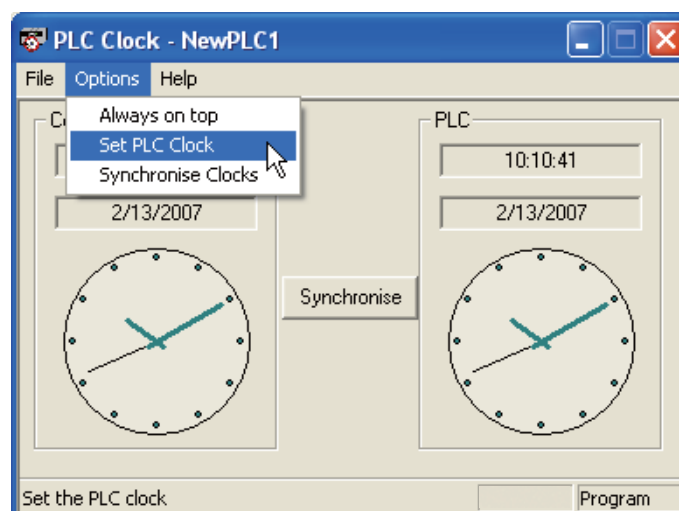 PLC Clock - NewPLC1
File Options Help
Always on top
Set PLC Clock
Synchronise Clocks
PLC
10:10:41
2/13/2007
2/13/2007
Synchronise
Set the PLC clock
Program